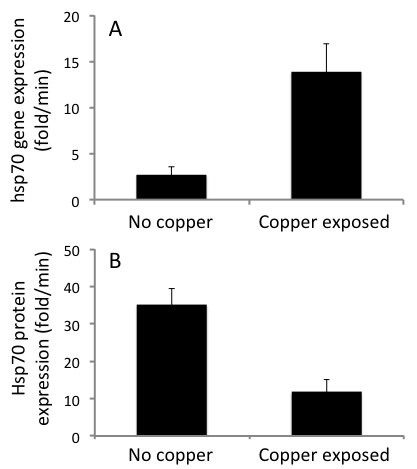 A
hsp70 gene expression
(fold/min)
20
15
10
5
0
No copper
Copper exposed
B
Hsp70 protein
expression (fold/min)
50
40
30
20
10
0
No copper
Copper exposed